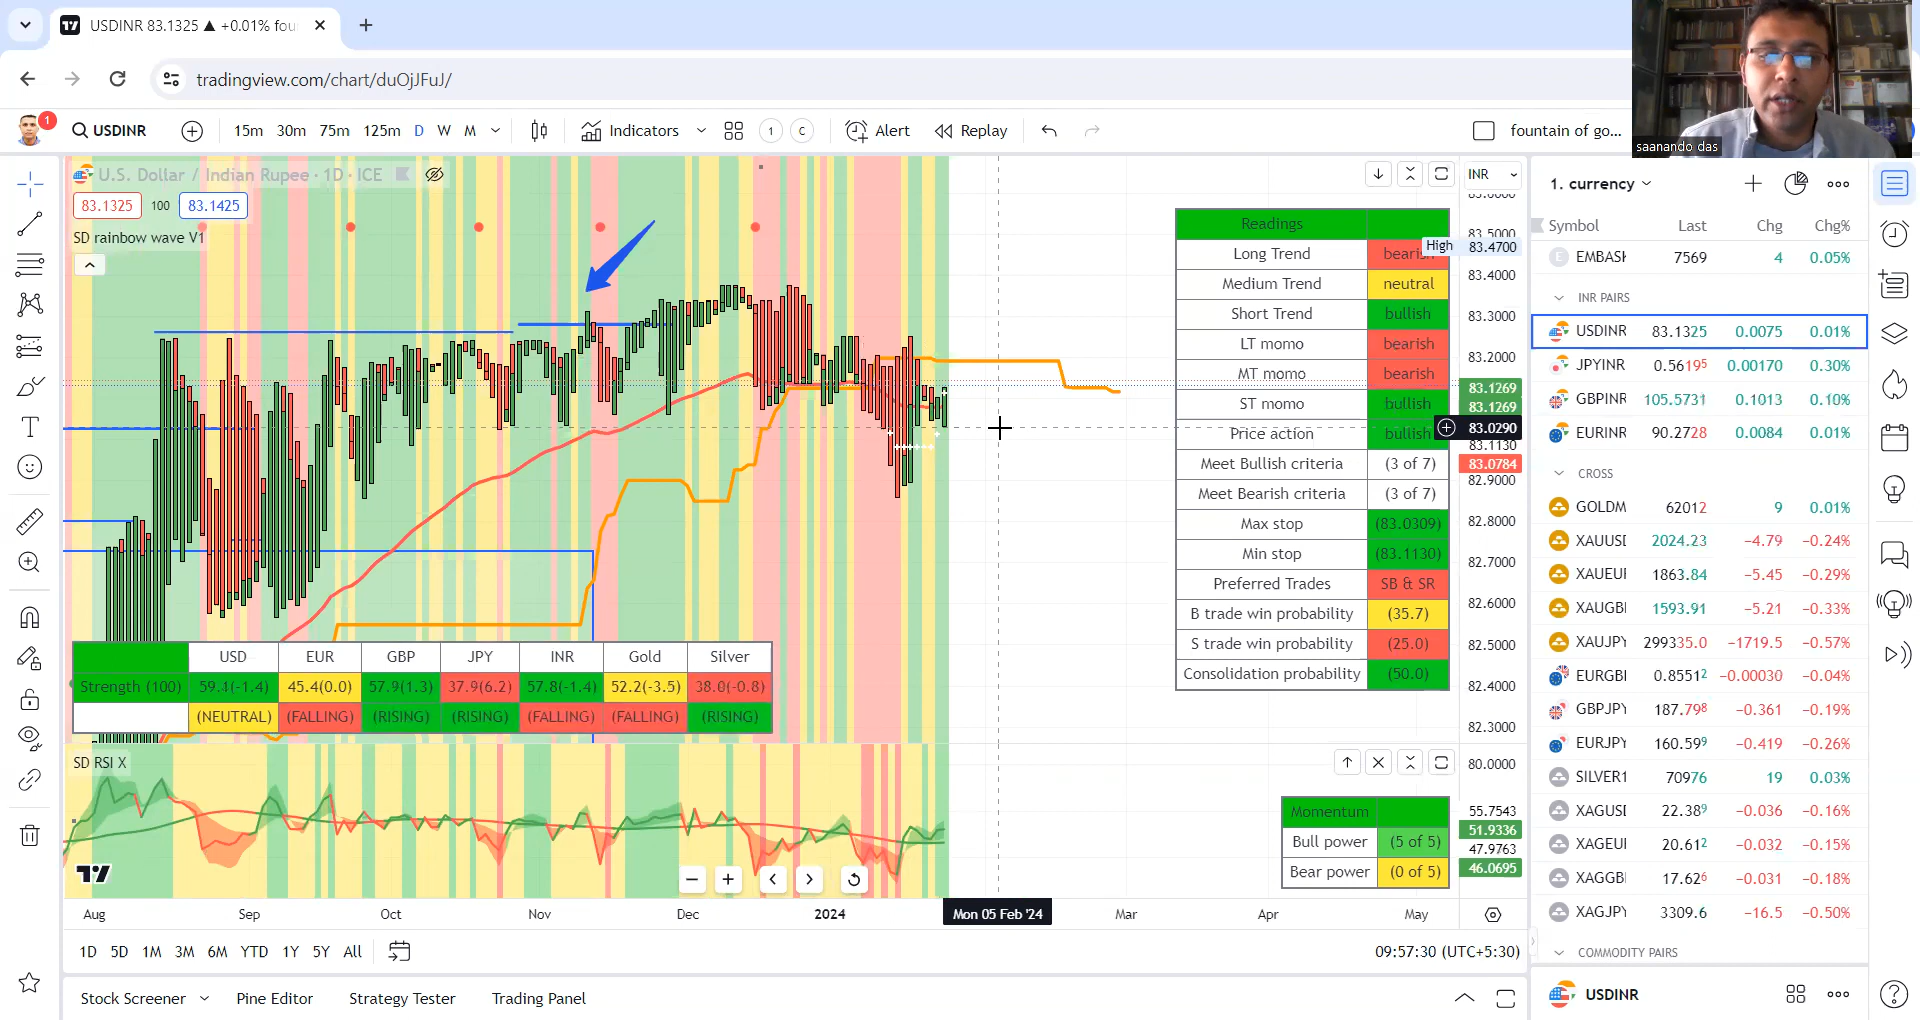 USDINR 83.1325 ▲ +0.01% fou
tradingview.com/chart/duOjJFuJ/
1
USDINR
15m 30m 75m 125m D W M
Indicators
1 C
Alert
Replay
fountain of go...
saanando das
U.S. Dollar / Indian Rupee · 1D · ICE
83.1325 100 83.1425
SD rainbow wave V1
INR
Readings
Long Trend bearish
Medium Trend neutral
Short Trend bullish
LT momo bearish
MT momo bearish
ST momo bullish
Price action bullish
Meet Bullish criteria (3 of 7)
Meet Bearish criteria (3 of 7)
Max stop (83.0309)
Min stop (83.1130)
Preferred Trades SB & SR
B trade win probability (35.7)
S trade win probability (25.0)
Consolidation probability (50.0)
83.5000
High 83.4700
83.4000
83.3000
83.2000
83.1269
83.1269
83.0290
83.1130
83.0784
82.9000
82.8000
82.7000
82.6000
82.5000
82.4000
82.3000
USD EUR GBP JPY INR Gold Silver
Strength (100) 59.4(-1.4) 45.4(0.0) 57.9(1.3) 37.9(6.2) 57.8(-1.4) 52.2(-3.5) 38.0(-0.8)
(NEUTRAL) (FALLING) (RISING) (RISING) (FALLING) (FALLING) (RISING)
SD RSI X
80.0000
Momentum
Bull power (5 of 5)
Bear power (0 of 5)
55.7543
51.9336
47.9763
46.0695
Aug Sep Oct Nov Dec 2024 Mon 05 Feb '24 Mar Apr May
1D 5D 1M 3M 6M YTD 1Y 5Y All
09:57:30 (UTC+5:30)
Stock Screener Pine Editor Strategy Tester Trading Panel
1. currency
Symbol Last Chg Chg%
EMBASI 7569 4 0.05%
INR PAIRS
USDINR 83.1325 0.0075 0.01%
JPYINR 0.56195 0.00170 0.30%
GBPINR 105.5731 0.1013 0.10%
EURINR 90.2728 0.0084 0.01%
CROSS
GOLDM 62012 9 0.01%
XAUUSI 2024.23 −4.79 −0.24%
XAUEUI 1863.84 −5.45 −0.29%
XAUGBI 1593.91 −5.21 −0.33%
XAUJPY 299335.0 −1719.5 −0.57%
EURGBI 0.85512 −0.00030 −0.04%
GBPJPY 187.798 −0.361 −0.19%
EURJPY 160.599 −0.419 −0.26%
SILVER1 70976 19 0.03%
XAGUSI 22.389 −0.036 −0.16%
XAGEUI 20.612 −0.032 −0.15%
XAGGBI 17.626 −0.031 −0.18%
XAGJPY 3309.6 −16.5 −0.50%
COMMODITY PAIRS
USDINR